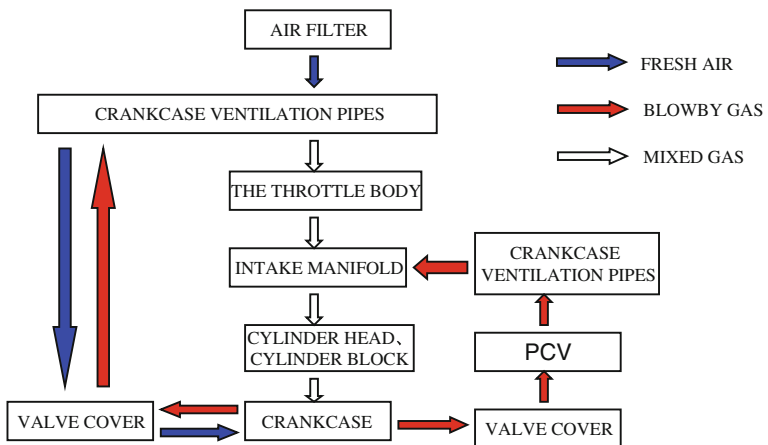 AIR FILTER
FRESH AIR
CRANKCASE VENTILATION PIPES
BLOWBY GAS
MIXED GAS
THE THROTTLE BODY
INTAKE MANIFOLD
CRANKCASE
VENTILATION PIPES
CYLINDER HEAD、
CYLINDER BLOCK
PCV
VALVE COVER
CRANKCASE
VALVE COVER